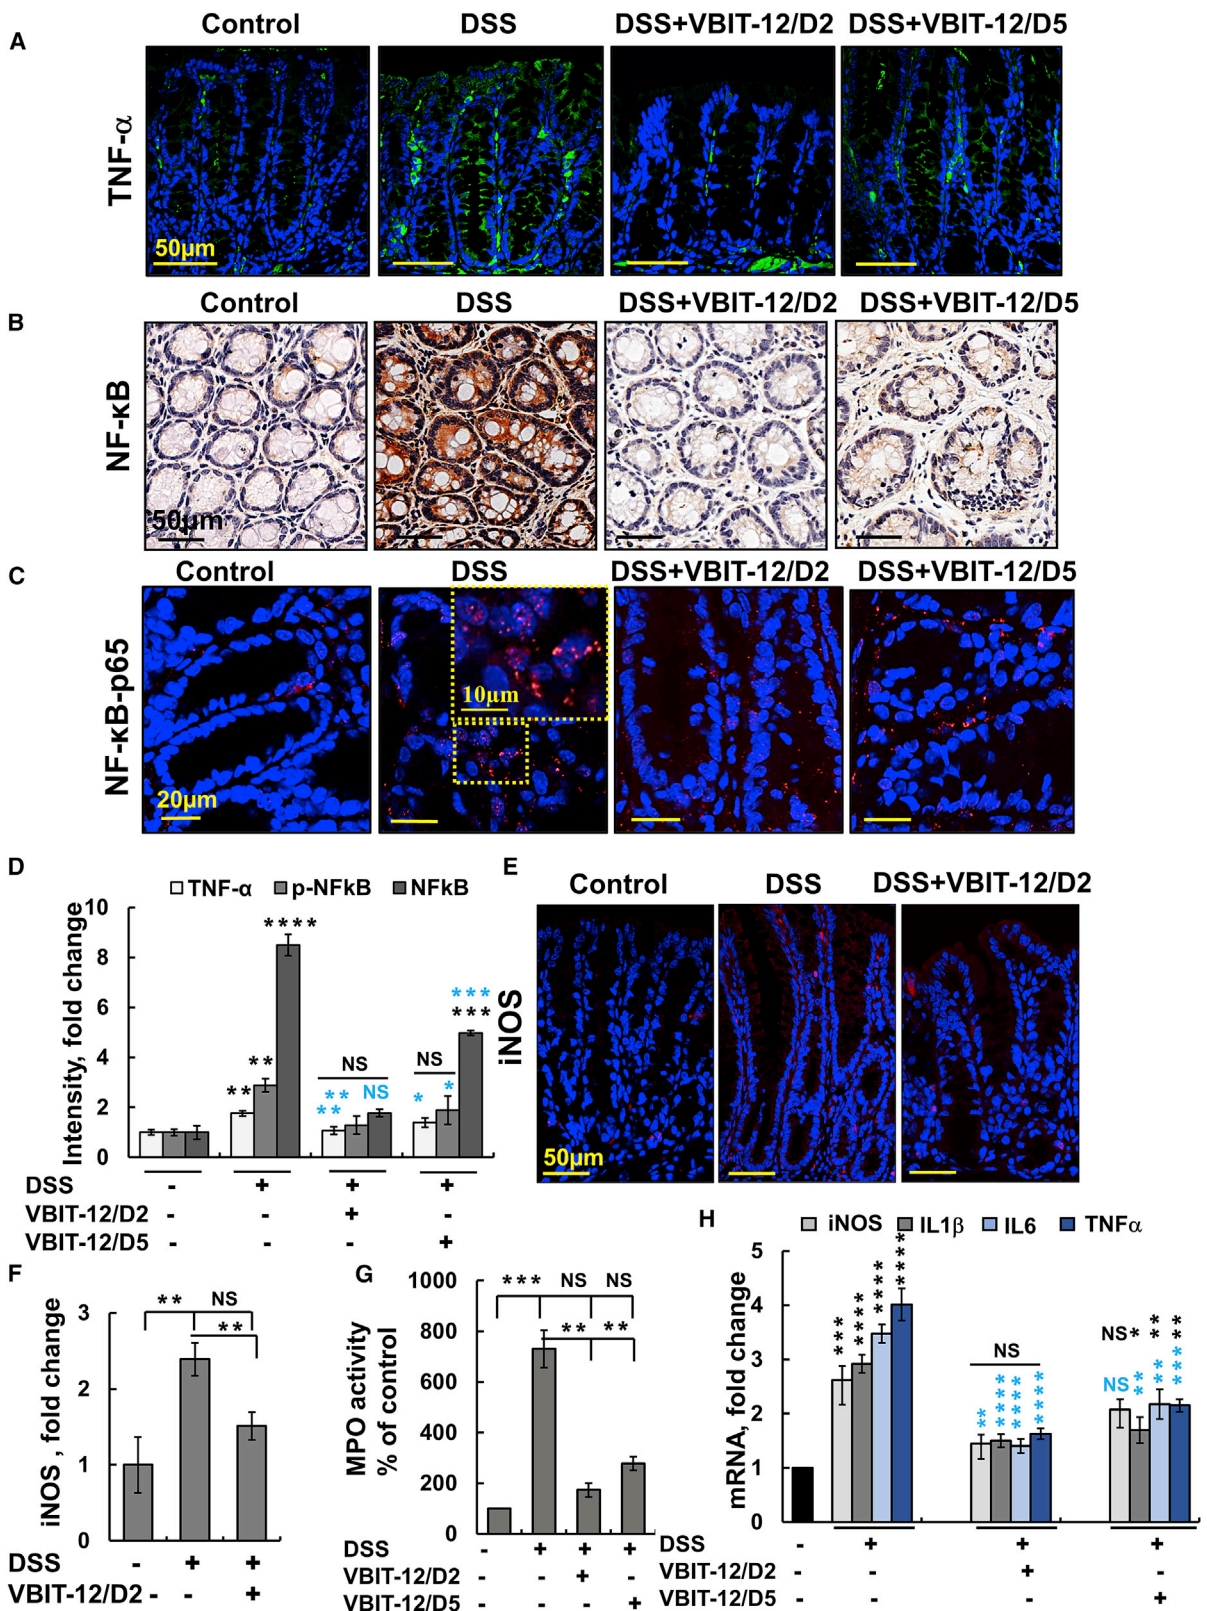 A
Control DSS DSS+VBIT-12/D2 DSS+VBIT-12/D5
TNF-α
50µm
B
Control DSS DSS+VBIT-12/D2 DSS+VBIT-12/D5
NF-κB
50µm
C
Control DSS DSS+VBIT-12/D2 DSS+VBIT-12/D5
NF-κB-p65
20µm
10µm
D
TNF-α p-NFkB NFkB
Intensity, fold change
10
8
6
4
2
0
** ** ****
NS
** ** NS
NS
* * *** ***
DSS - + + +
VBIT-12/D2 - - + -
VBIT-12/D5 - - - +
E
Control DSS DSS+VBIT-12/D2
iNOS
50µm
F
iNOS , fold change
3
2
1
0
** NS
**
DSS - + +
VBIT-12/D2 - - +
G
MPO activity
% of control
1000
800
600
400
200
0
*** NS NS
** **
DSS - + + +
VBIT-12/D2 - - + -
VBIT-12/D5 - - - +
H
iNOS IL1β IL6 TNFα
mRNA, fold change
5
4
3
2
1
0
*** **** **** ****
NS
** **** **** ****
NS * ** ***
NS ** ** ****
DSS - + + +
VBIT-12/D2 - - + -
VBIT-12/D5 - - - +